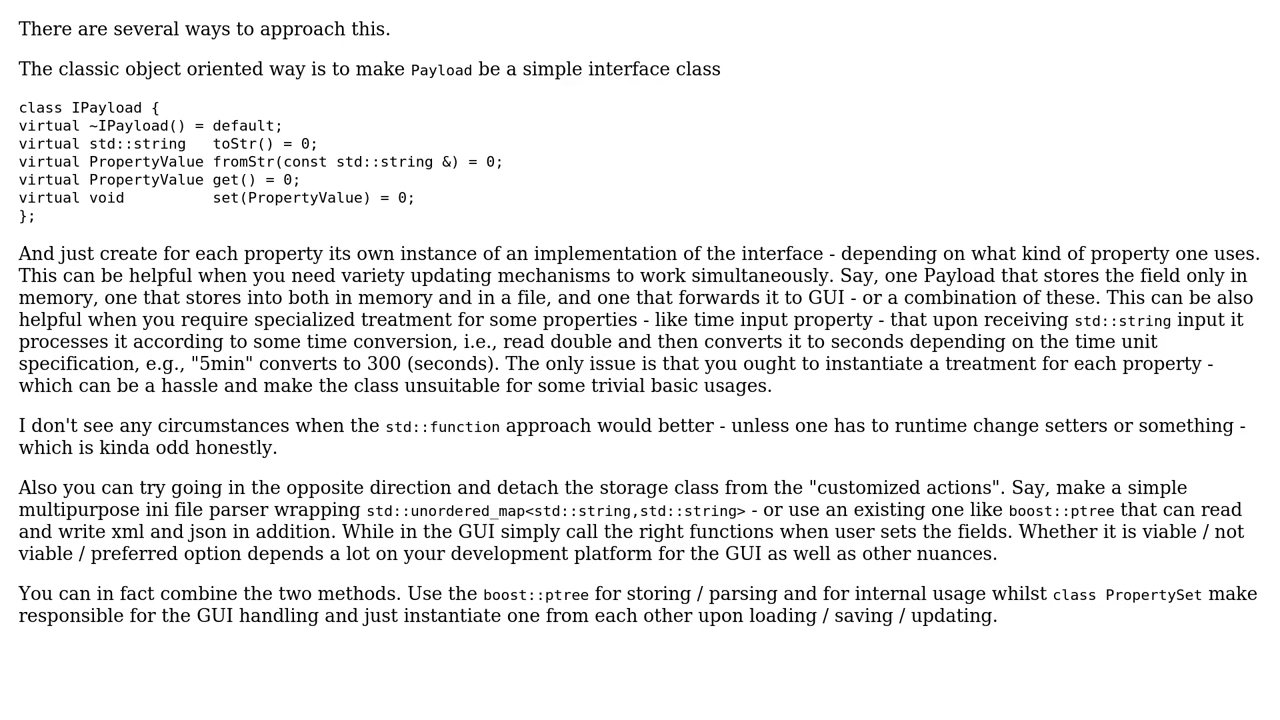 There are several ways to approach this.
The classic object oriented way is to make Payload be a simple interface class
class IPayload {
virtual ~IPayload() = default;
virtual std::string   toStr() = 0;
virtual PropertyValue fromStr(const std::string &) = 0;
virtual PropertyValue get() = 0;
virtual void          set(PropertyValue) = 0;
};
And just create for each property its own instance of an implementation of the interface - depending on what kind of property one uses.
This can be helpful when you need variety updating mechanisms to work simultaneously. Say, one Payload that stores the field only in
memory, one that stores into both in memory and in a file, and one that forwards it to GUI - or a combination of these. This can be also
helpful when you require specialized treatment for some properties - like time input property - that upon receiving std::string input it
processes it according to some time conversion, i.e., read double and then converts it to seconds depending on the time unit
specification, e.g., "5min" converts to 300 (seconds). The only issue is that you ought to instantiate a treatment for each property -
which can be a hassle and make the class unsuitable for some trivial basic usages.
I don't see any circumstances when the std::function approach would better - unless one has to runtime change setters or something -
which is kinda odd honestly.
Also you can try going in the opposite direction and detach the storage class from the "customized actions". Say, make a simple
multipurpose ini file parser wrapping std::unordered_map<std::string,std::string> - or use an existing one like boost::ptree that can read
and write xml and json in addition. While in the GUI simply call the right functions when user sets the fields. Whether it is viable / not
viable / preferred option depends a lot on your development platform for the GUI as well as other nuances.
You can in fact combine the two methods. Use the boost::ptree for storing / parsing and for internal usage whilst class PropertySet make
responsible for the GUI handling and just instantiate one from each other upon loading / saving / updating.